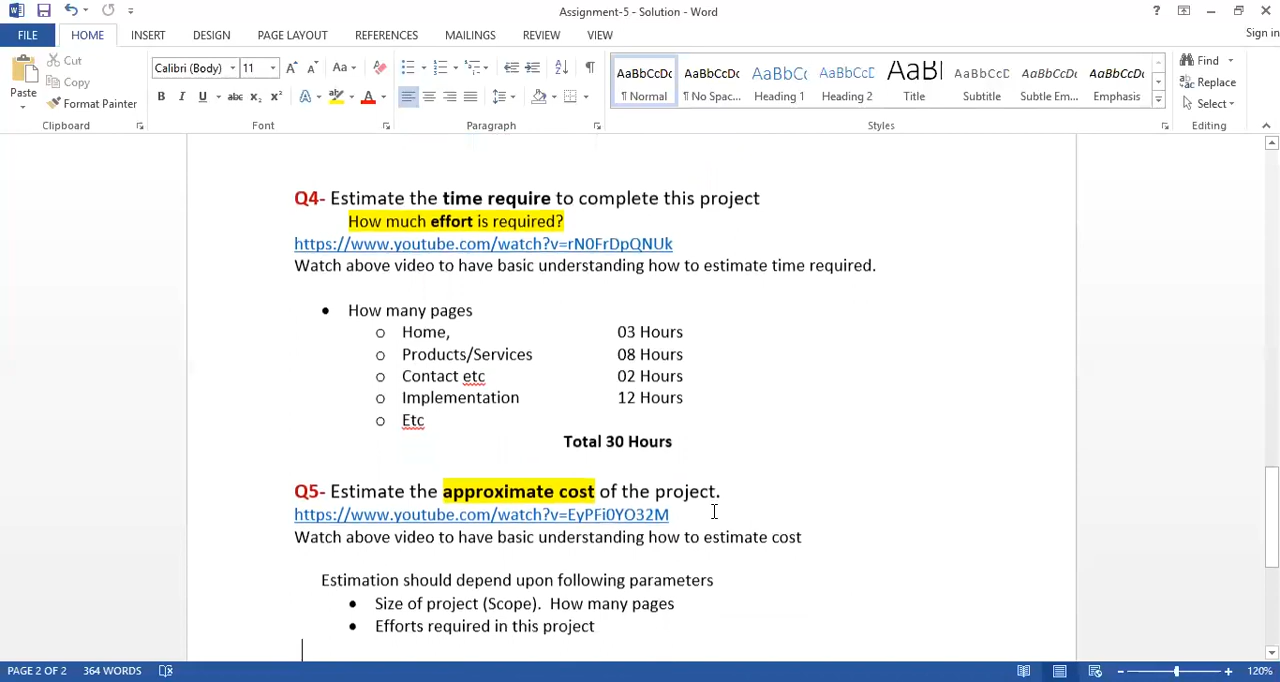 Assignment-5 - Solution - Word
?
FILE HOME INSERT DESIGN PAGE LAYOUT REFERENCES MAILINGS REVIEW VIEW Sign in
Paste
Cut
Copy
Format Painter
Clipboard
Calibri (Body) 11
Aa
B I U abc x₂ x² A A
Font
Paragraph
AaBbCcDc AaBbCcDc AaBbCc AaBbCcE AaBl AaBbCcD AaBbCcDc AaBbCcDc
¶ Normal ¶ No Spac... Heading 1 Heading 2 Title Subtitle Subtle Em... Emphasis
Styles
Find
Replace
Select
Editing
Q4- Estimate the time require to complete this project
How much effort is required?
https://www.youtube.com/watch?v=rN0FrDpQNUk
Watch above video to have basic understanding how to estimate time required.
• How many pages
o Home, 03 Hours
o Products/Services 08 Hours
o Contact etc 02 Hours
o Implementation 12 Hours
o Etc
Total 30 Hours
Q5- Estimate the approximate cost of the project.
https://www.youtube.com/watch?v=EyPFi0YO32M
Watch above video to have basic understanding how to estimate cost
Estimation should depend upon following parameters
• Size of project (Scope).  How many pages
• Efforts required in this project
PAGE 2 OF 2 364 WORDS 120%